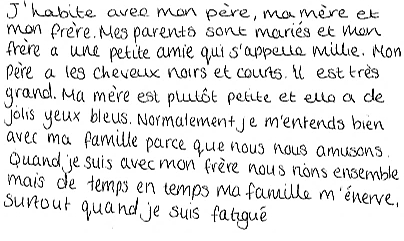 J'habite avec mon père, ma mère et
mon frère. Mes parents sont mariés et mon
frère a une petite amie qui s'appelle Millie. Mon
père a les cheveux noirs et courts. Il est très
grand. Ma mère est plutôt petite et elle a de
jolis yeux bleus. Normalement je m'entends bien
avec ma famille parce que nous nous amusons.
Quand je suis avec mon frère nous rions ensemble
mais de temps en temps ma famille m'énerve,
surtout quand je suis fatigué